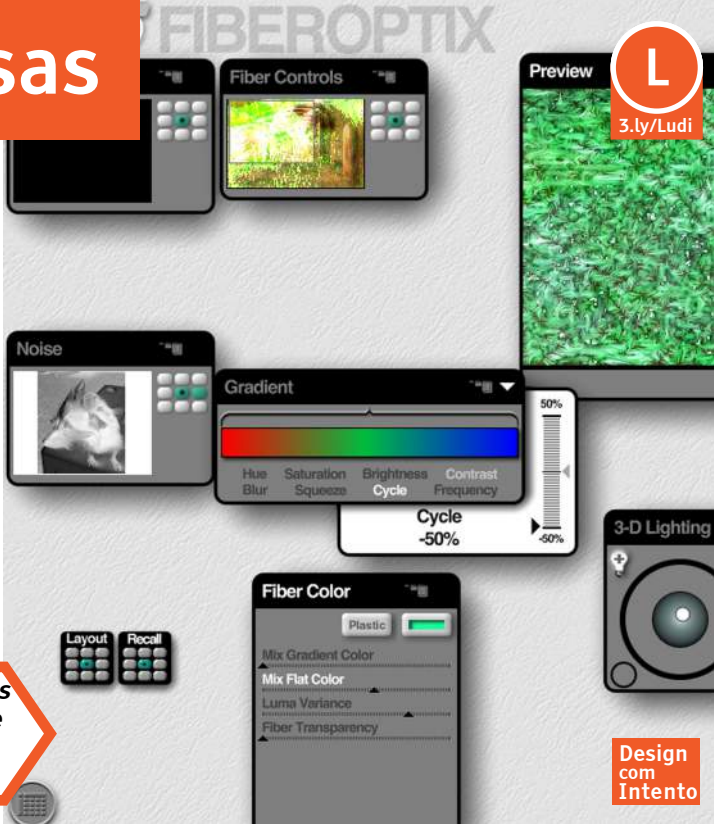 FIBEROPTIX
sas
Fiber Controls
Preview
L
3.ly/Ludi
Noise
Gradient
Hue Saturation Brightness Contrast
Blur Squeeze Cycle Frequency
50%
Cycle
-50%
-50%
3-D Lighting
Fiber Color
Plastic
Mix Gradient Color
Mix Flat Color
Luma Variance
Fiber Transparency
Layout Recall
s
e
Design
com
Intento